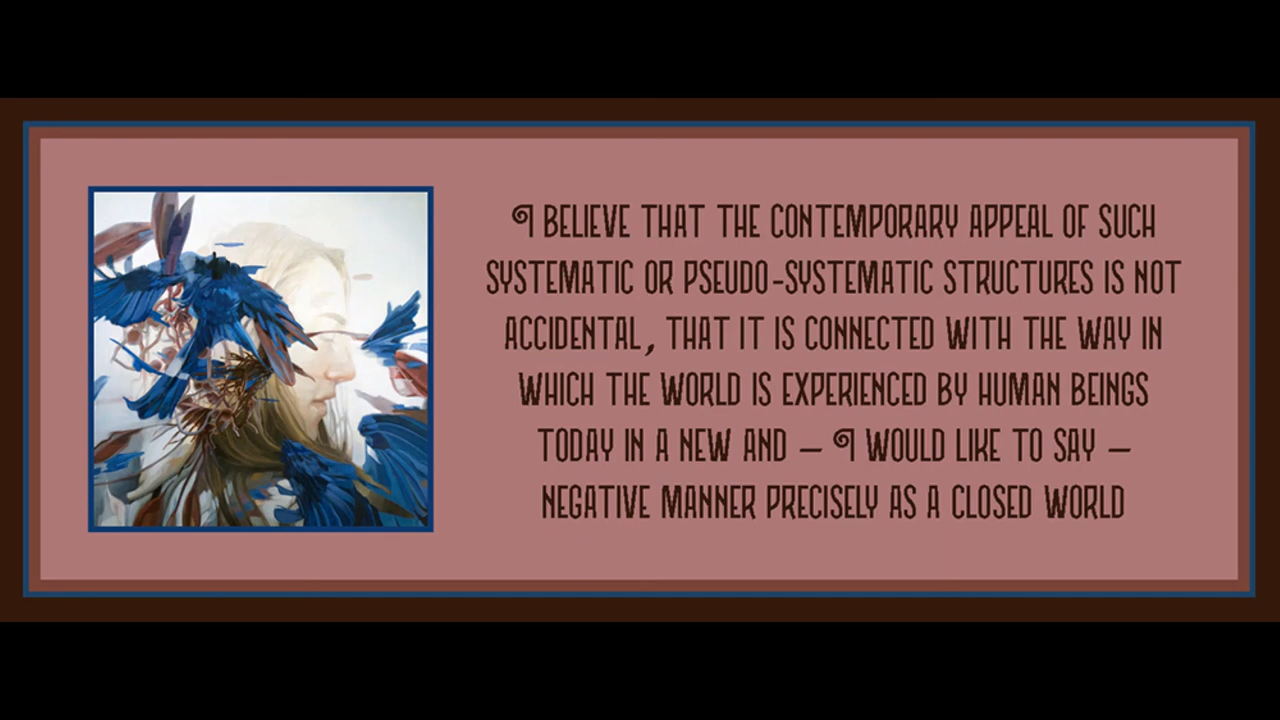 I BELIEVE THAT THE CONTEMPORARY APPEAL OF SUCH
SYSTEMATIC OR PSEUDO-SYSTEMATIC STRUCTURES IS NOT
ACCIDENTAL, THAT IT IS CONNECTED WITH THE WAY IN
WHICH THE WORLD IS EXPERIENCED BY HUMAN BEINGS
TODAY IN A NEW AND – I WOULD LIKE TO SAY –
NEGATIVE MANNER PRECISELY AS A CLOSED WORLD